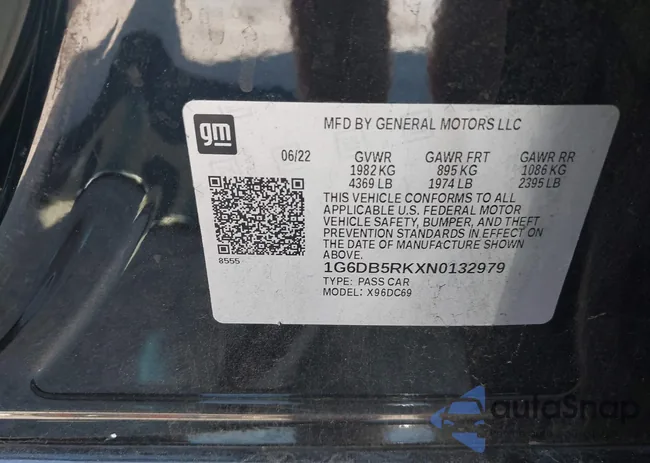 gm
MFD BY GENERAL MOTORS LLC
06/22 GVWR GAWR FRT GAWR RR
1982 KG 895 KG 1086 KG
4369 LB 1974 LB 2395 LB
THIS VEHICLE CONFORMS TO ALL
APPLICABLE U.S. FEDERAL MOTOR
VEHICLE SAFETY, BUMPER, AND THEFT
PREVENTION STANDARDS IN EFFECT ON
THE DATE OF MANUFACTURE SHOWN
ABOVE.
8555
1G6DB5RKXN0132979
TYPE: PASS CAR
MODEL: X96DC69
autoSnap